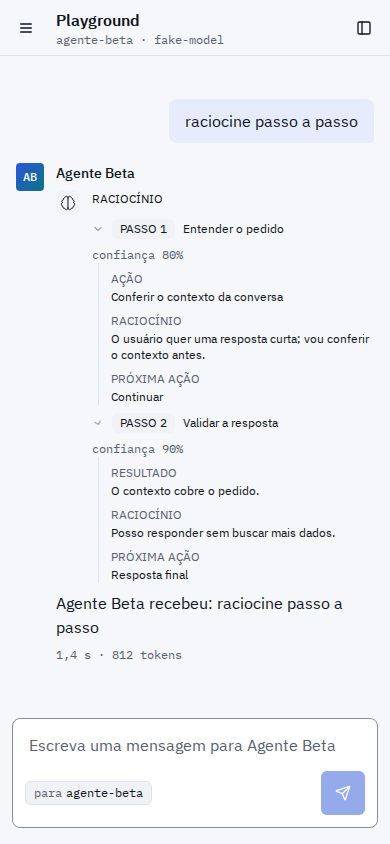 Playground
agente-beta · fake-model
raciocine passo a passo
AB
Agente Beta
RACIOCÍNIO
PASSO 1 Entender o pedido
confiança 80%
AÇÃO
Conferir o contexto da conversa
RACIOCÍNIO
O usuário quer uma resposta curta; vou conferir
o contexto antes.
PRÓXIMA AÇÃO
Continuar
PASSO 2 Validar a resposta
confiança 90%
RESULTADO
O contexto cobre o pedido.
RACIOCÍNIO
Posso responder sem buscar mais dados.
PRÓXIMA AÇÃO
Resposta final
Agente Beta recebeu: raciocine passo a
passo
1,4 s · 812 tokens
Escreva uma mensagem para Agente Beta
para agente-beta